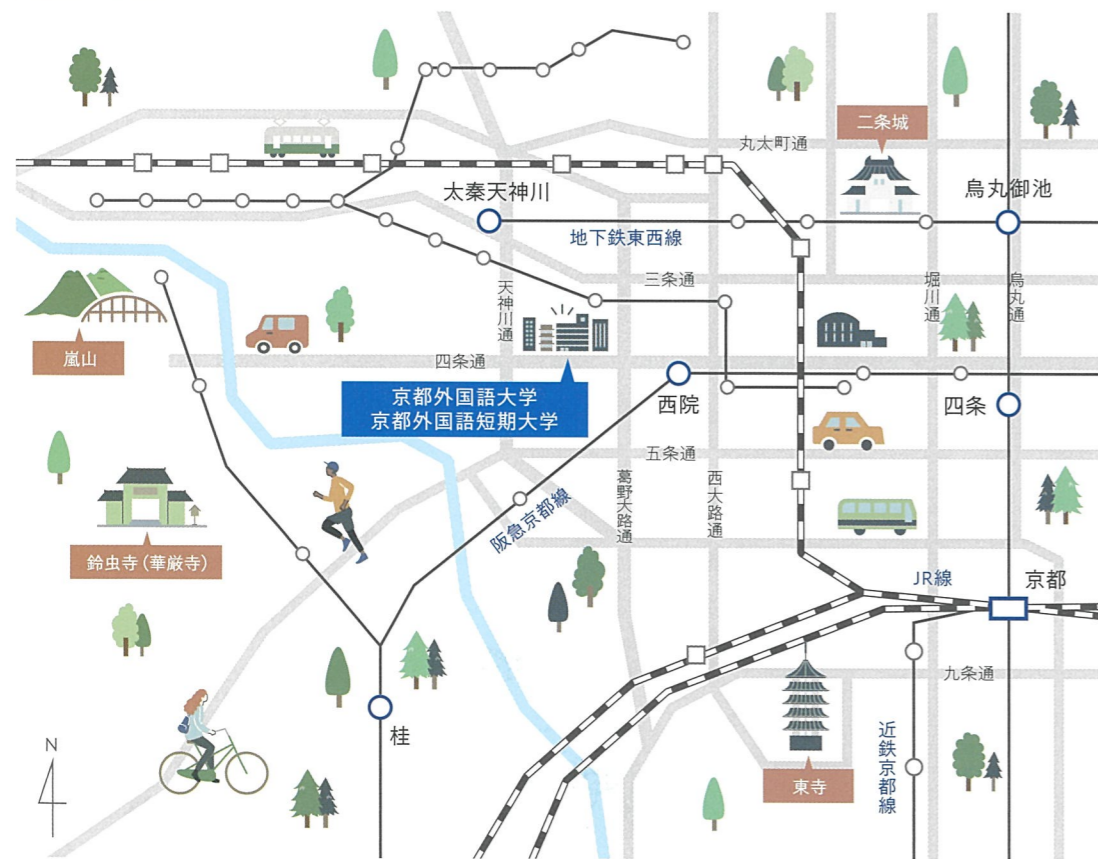 丸太町通
二条城
太秦天神川
烏丸御池
地下鉄東西線
三条通
天神川通
堀川通
烏丸通
嵐山
四条通
京都外国語大学
京都外国語短期大学
西院
四条
五条通
葛野大路通
西大路通
阪急京都線
鈴虫寺(華厳寺)
JR線
京都
九条通
桂
近鉄京都線
東寺
N